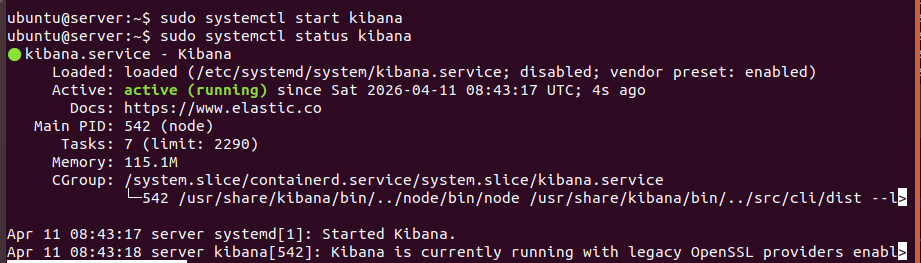 ubuntu@server:~$ sudo systemctl start kibana
ubuntu@server:~$ sudo systemctl status kibana
● kibana.service - Kibana
     Loaded: loaded (/etc/systemd/system/kibana.service; disabled; vendor preset: enabled)
     Active: active (running) since Sat 2026-04-11 08:43:17 UTC; 4s ago
       Docs: https://www.elastic.co
   Main PID: 542 (node)
      Tasks: 7 (limit: 2290)
     Memory: 115.1M
     CGroup: /system.slice/containerd.service/system.slice/kibana.service
             └─542 /usr/share/kibana/bin/../node/bin/node /usr/share/kibana/bin/../src/cli/dist --l>

Apr 11 08:43:17 server systemd[1]: Started Kibana.
Apr 11 08:43:18 server kibana[542]: Kibana is currently running with legacy OpenSSL providers enabl>